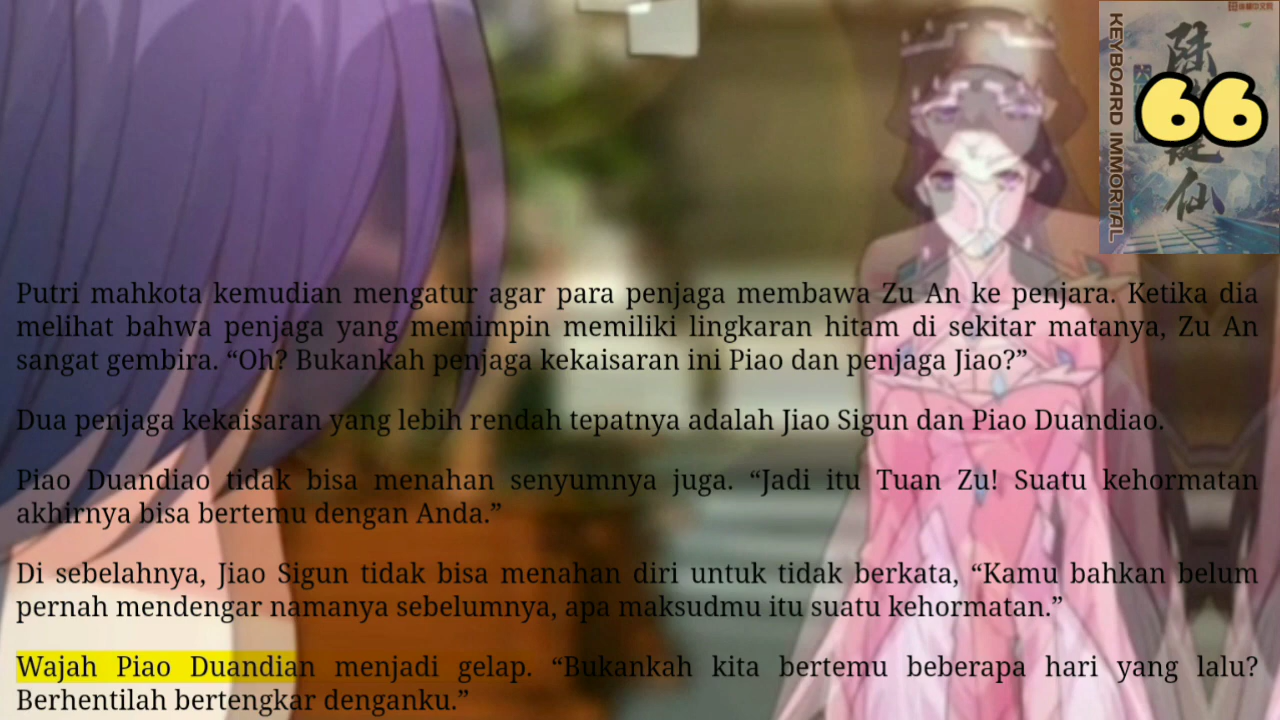 KEYBOARD IMMORTAL
66
仙
Putri mahkota kemudian mengatur agar para penjaga membawa Zu An ke penjara. Ketika dia
melihat bahwa penjaga yang memimpin memiliki lingkaran hitam di sekitar matanya, Zu An
sangat gembira. “Oh? Bukankah penjaga kekaisaran ini Piao dan penjaga Jiao?”
Dua penjaga kekaisaran yang lebih rendah tepatnya adalah Jiao Sigun dan Piao Duandiao.
Piao Duandiao tidak bisa menahan senyumnya juga. “Jadi itu Tuan Zu! Suatu kehormatan
akhirnya bisa bertemu dengan Anda.”
Di sebelahnya, Jiao Sigun tidak bisa menahan diri untuk tidak berkata, “Kamu bahkan belum
pernah mendengar namanya sebelumnya, apa maksudmu itu suatu kehormatan.”
Wajah Piao Duandian menjadi gelap. “Bukankah kita bertemu beberapa hari yang lalu?
Berhentilah bertengkar denganku.”